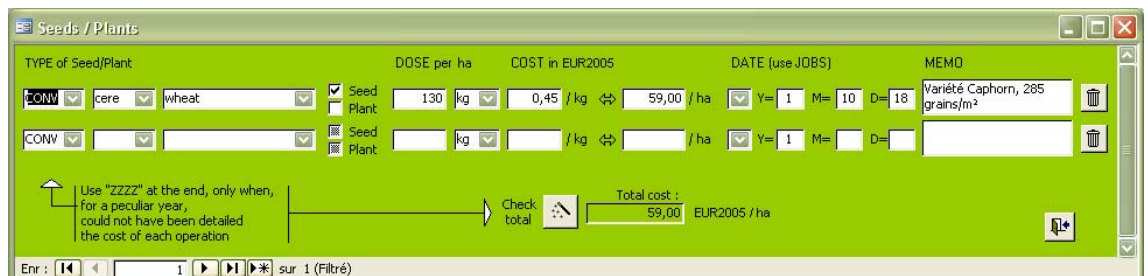 Seeds / Plants
TYPE of Seed/Plant DOSE per ha COST in EUR2005 DATE (use JOBS) MEMO
CONV cere wheat Seed Plant 130 kg 0,45 / kg ⇔ 59,00 / ha Y= 1 M= 10 D= 18 Variété Caphorn, 285
grains/m²
CONV Seed Plant kg / kg ⇔ / ha Y= 1 M= D=
Use "ZZZZ" at the end, only when,
for a peculiar year,
could not have been detailed
the cost of each operation
Check
total
Total cost :
59,00 EUR2005 / ha
Enr : 1 sur 1 (Filtré)